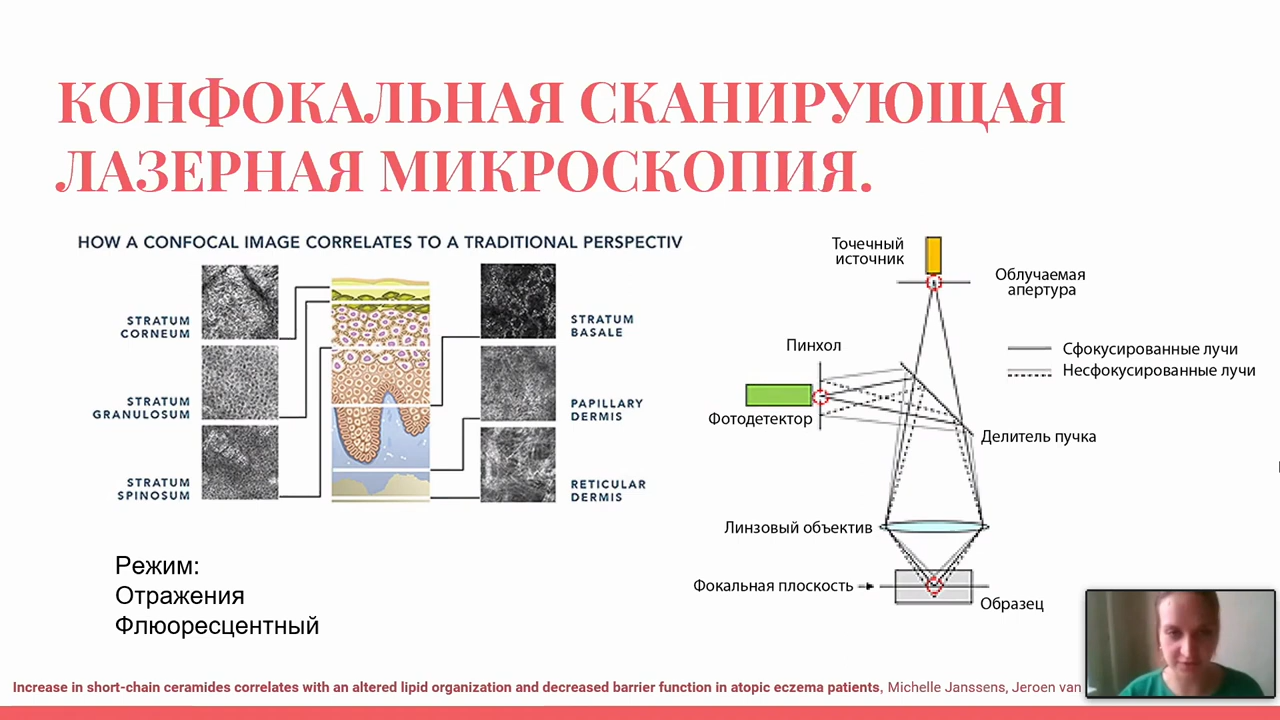 КОНФОКАЛЬНАЯ СКАНИРУЮЩАЯ
ЛАЗЕРНАЯ МИКРОСКОПИЯ.
HOW A CONFOCAL IMAGE CORRELATES TO A TRADITIONAL PERSPECTIV
STRATUM
CORNEUM
STRATUM
GRANULOSUM
STRATUM
SPINOSUM
STRATUM
BASALE
PAPILLARY
DERMIS
RETICULAR
DERMIS
Точечный
источник
Облучаемая
апертура
Пинхол
Сфокусированные лучи
Несфокусированные лучи
Фотодетектор
Делитель пучка
Линзовый объектив
Фокальная плоскость
Образец
Режим:
Отражения
Флюоресцентный
Increase in short-chain ceramides correlates with an altered lipid organization and decreased barrier function in atopic eczema patients, Michelle Janssens, Jeroen van